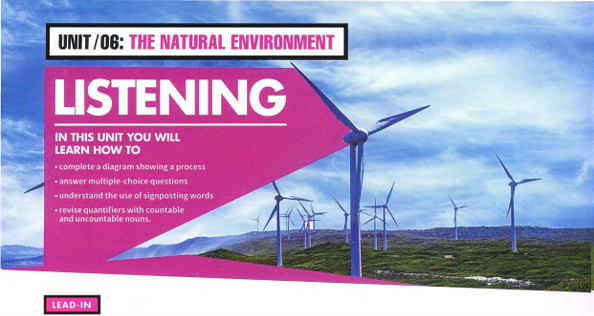 UNIT/06: THE NATURAL ENVIRONMENT
LISTENING
IN THIS UNIT YOU WILL
LEARN HOW TO
• complete a diagram showing a process
• answer multiple-choice questions
• understand the use of signposting words
• revise quantifiers with countable
and uncountable nouns.
LEAD-IN